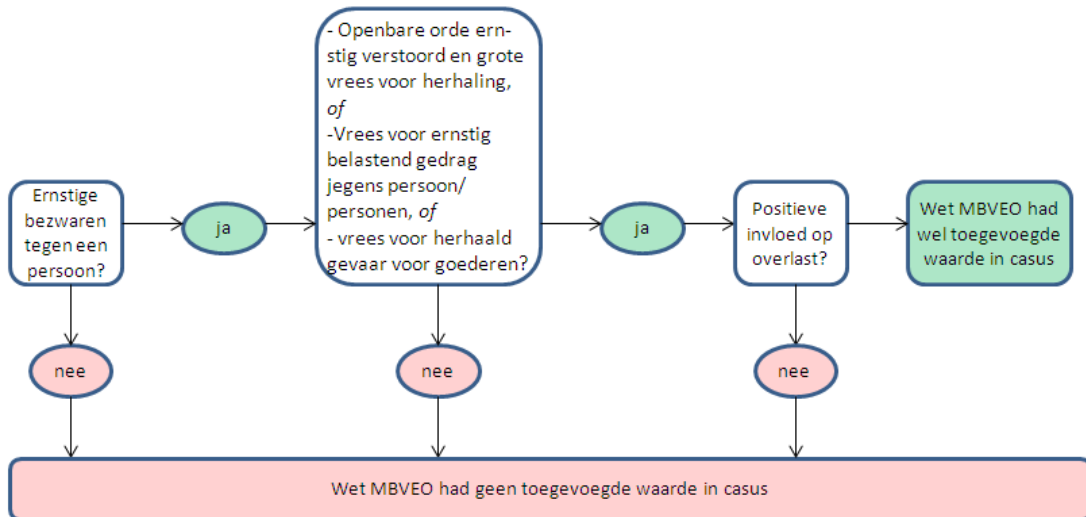 Ernstige
bezwaren
tegen een
persoon?
ja
- Openbare orde ern-
stig verstoord en grote
vrees voor herhaling,
of
-Vrees voor ernstig
belastend gedrag
jegens persoon/
personen, of
- vrees voor herhaald
gevaar voor goederen?
ja
Positieve
invloed op
overlast?
Wet MBVEO had
wel toegevoegde
waarde in casus
nee
nee
nee
Wet MBVEO had geen toegevoegde waarde in casus